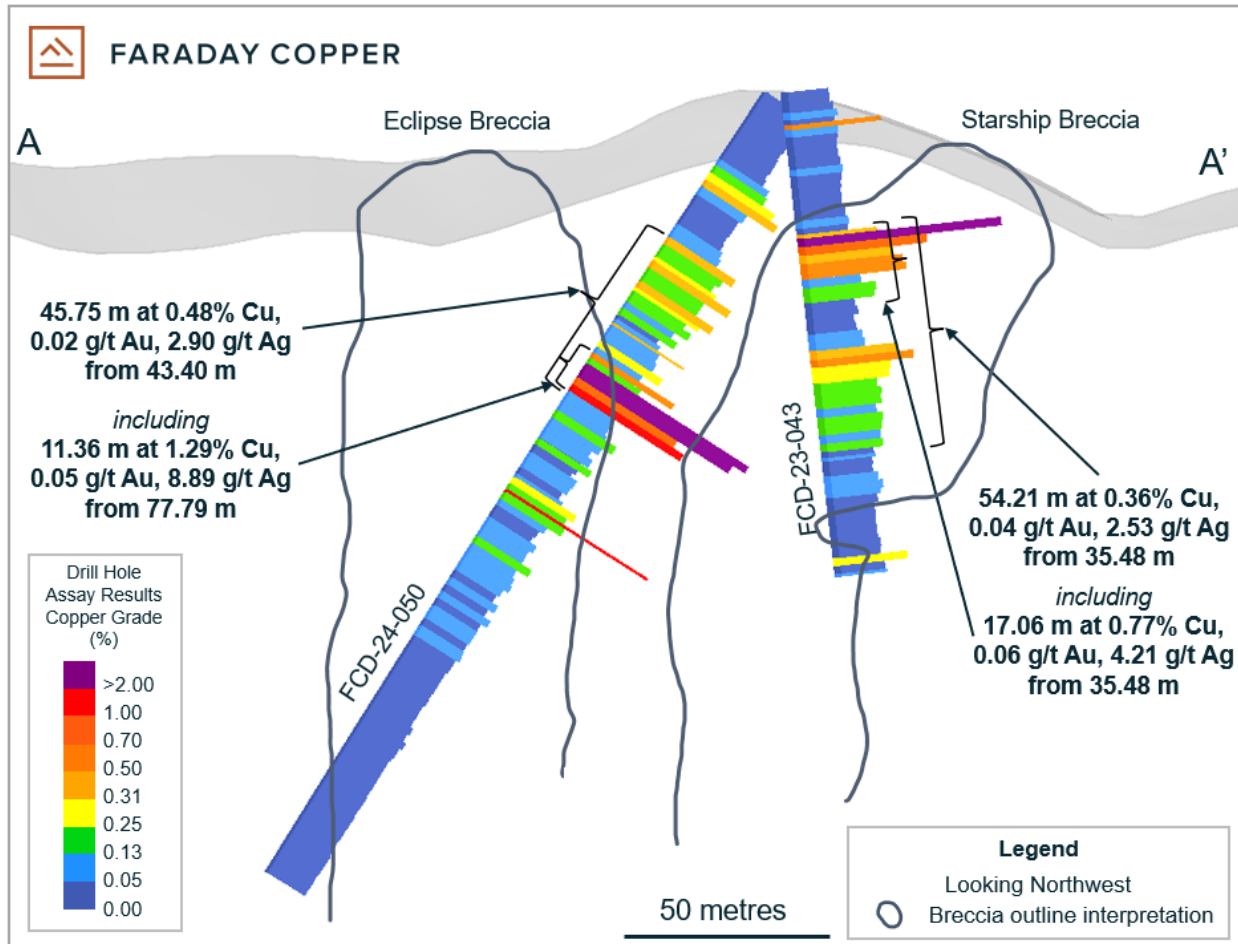 FARADAY COPPER
A
Eclipse Breccia
Starship Breccia
A'
45.75 m at 0.48% Cu,
0.02 g/t Au, 2.90 g/t Ag
from 43.40 m
including
11.36 m at 1.29% Cu,
0.05 g/t Au, 8.89 g/t Ag
from 77.79 m
FCD-24-050
FCD-23-043
54.21 m at 0.36% Cu,
0.04 g/t Au, 2.53 g/t Ag
from 35.48 m
including
17.06 m at 0.77% Cu,
0.06 g/t Au, 4.21 g/t Ag
from 35.48 m
Drill Hole
Assay Results
Copper Grade
(%)
>2.00
1.00
0.70
0.50
0.31
0.25
0.13
0.05
0.00
50 metres
Legend
Looking Northwest
Breccia outline interpretation